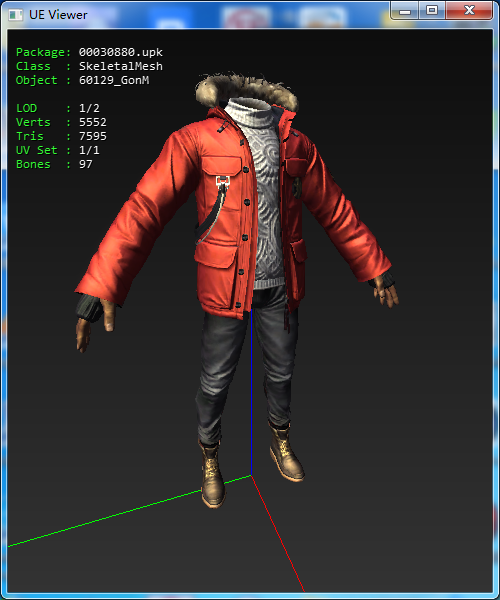 UE Viewer
Package: 00030880.upk
Class  : SkeletalMesh
Object : 60129_GonM
LOD    : 1/2
Verts  : 5552
Tris   : 7595
UV Set : 1/1
Bones  : 97